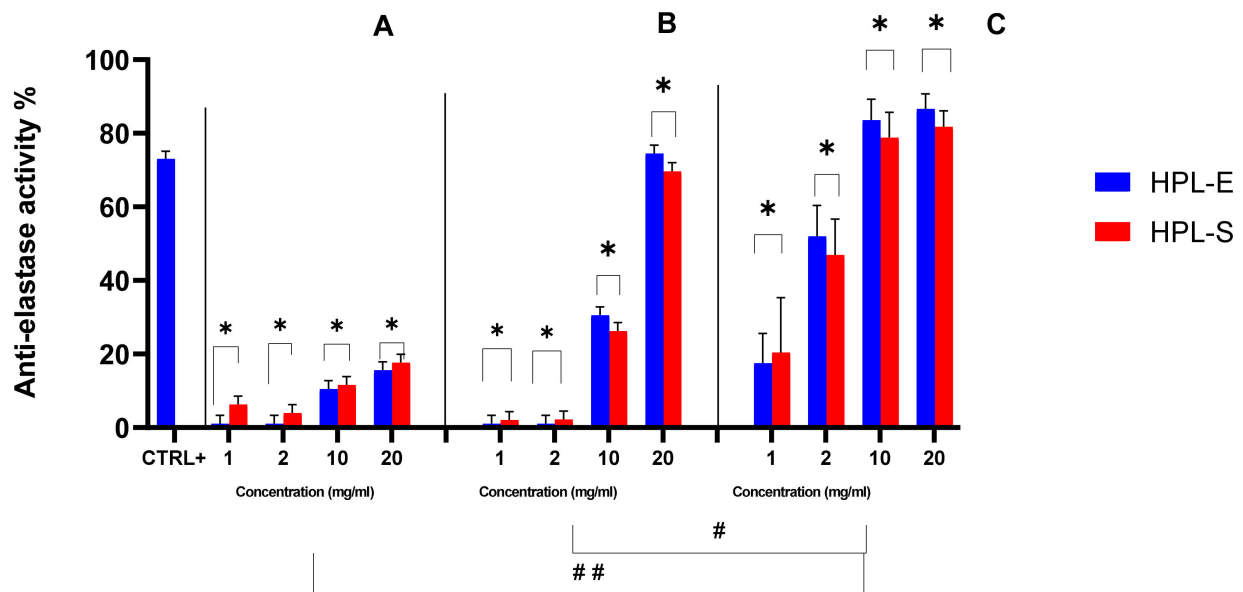 A B C
* *
* *
* * *
* * * * * *
Anti-elastase activity %
100
80
60
40
20
0
HPL-E
HPL-S
CTRL+ 1 2 10 20 1 2 10 20 1 2 10 20
Concentration (mg/ml) Concentration (mg/ml) Concentration (mg/ml)
#
# #